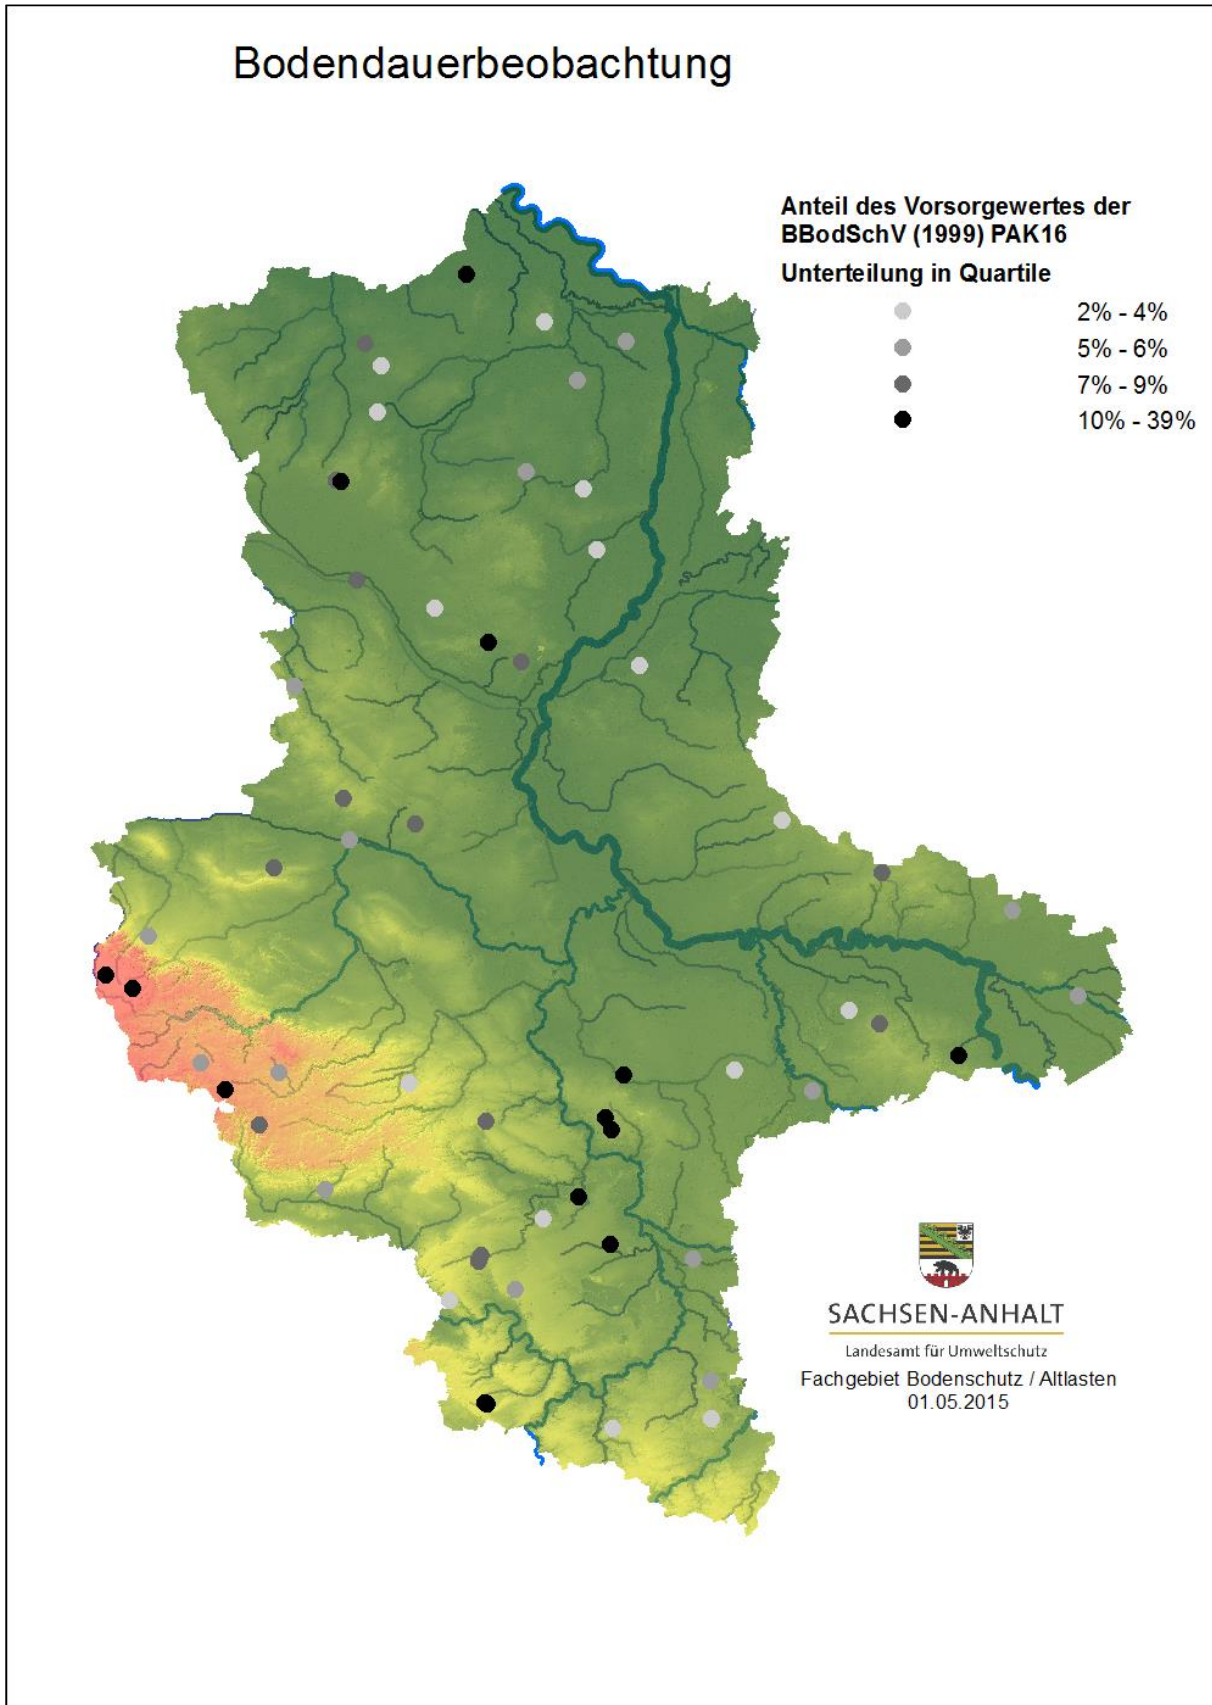 Bodendauerbeobachtung
Anteil des Vorsorgewertes der
BBodSchV (1999) PAK16
Unterteilung in Quartile
2% - 4%
5% - 6%
7% - 9%
10% - 39%
SACHSEN-ANHALT
Landesamt für Umweltschutz
Fachgebiet Bodenschutz / Altlasten
01.05.2015